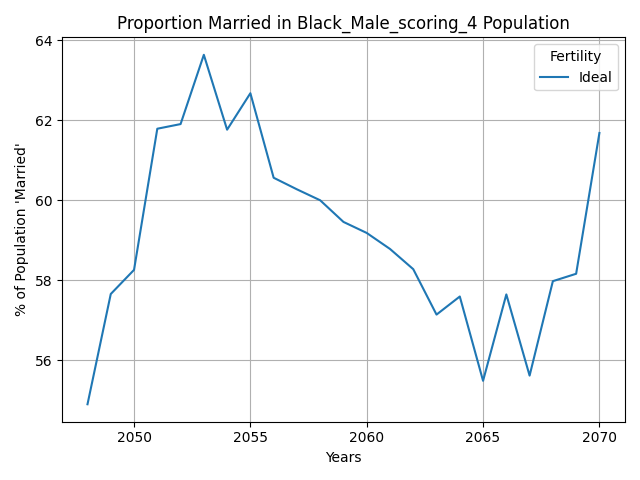 Proportion Married in Black_Male_scoring_4 Population
Fertility
Ideal
64
62
60
58
56
% of Population 'Married'
2050 2055 2060 2065 2070
Years